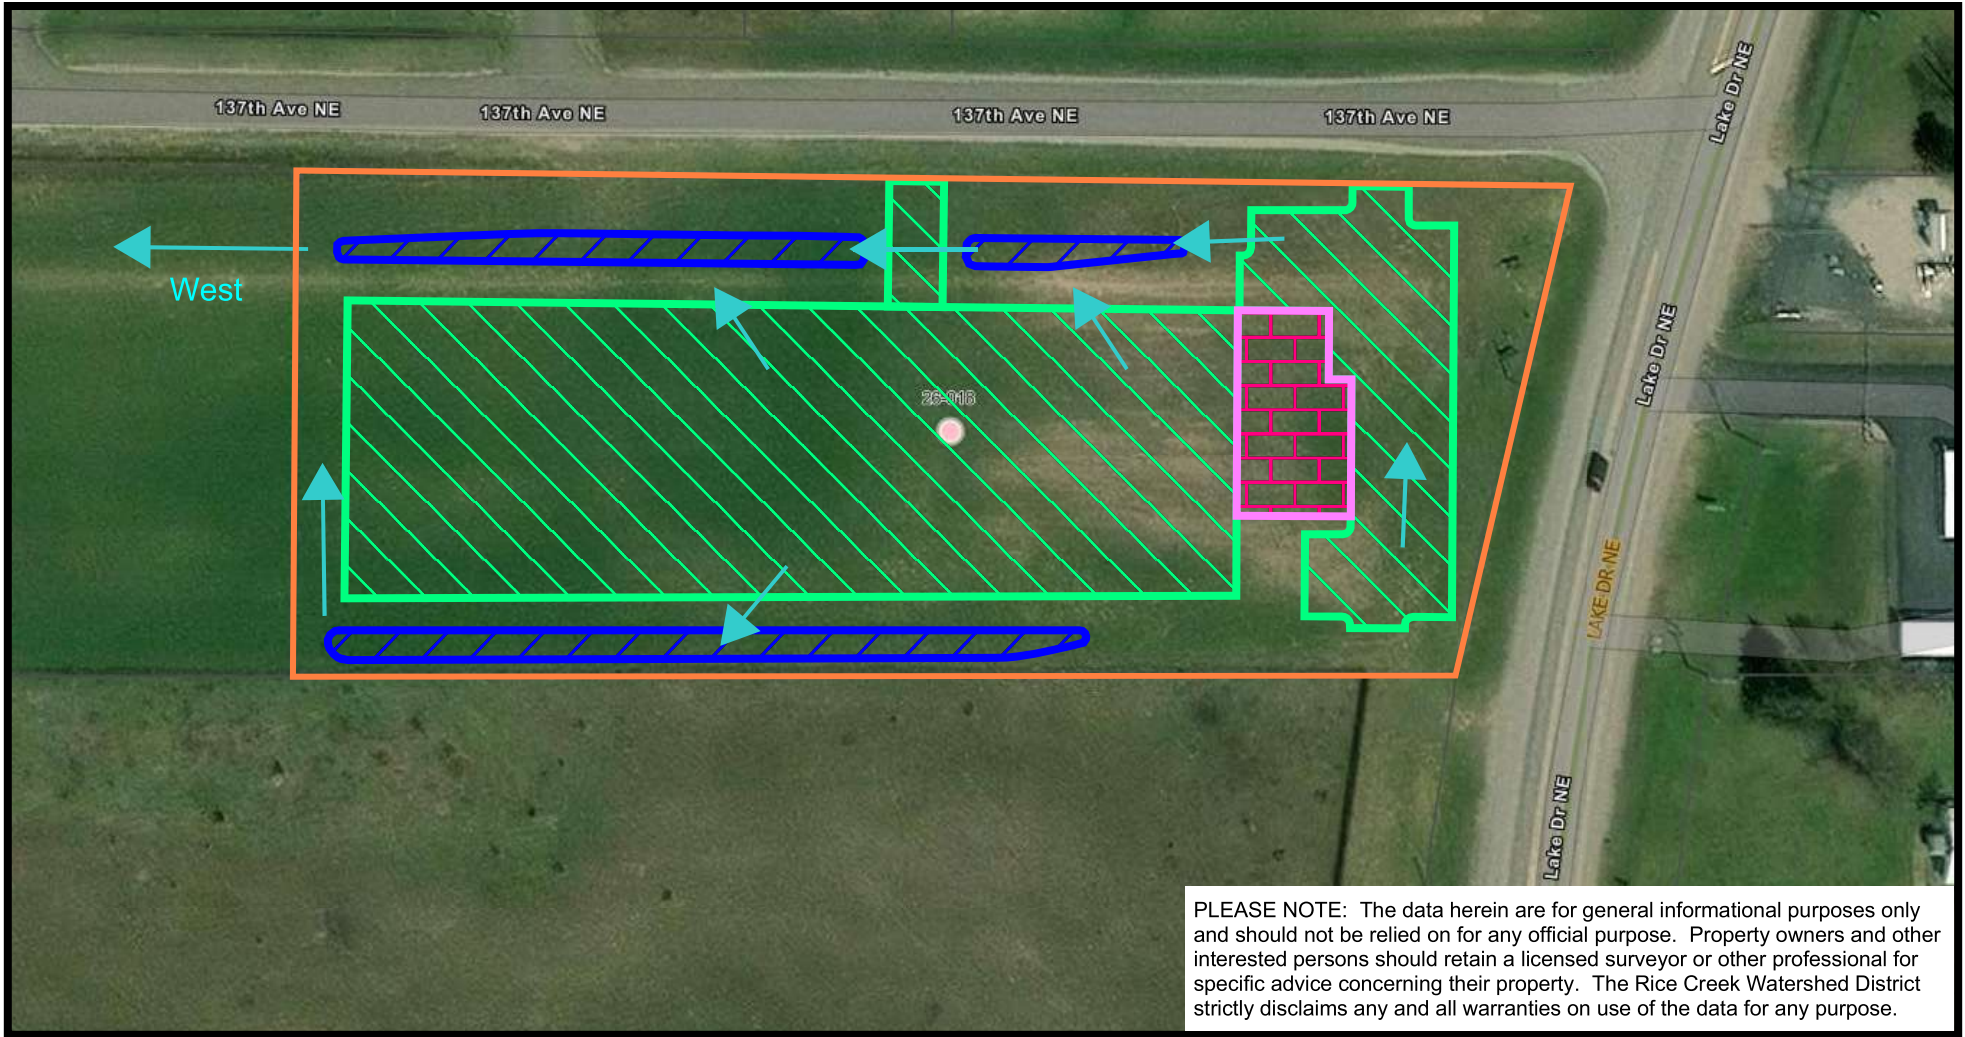 137th Ave NE
137th Ave NE
137th Ave NE
137th Ave NE
Lake Dr NE
West
Lake Dr NE
26-018
LAKE DR NE
Lake Dr NE
PLEASE NOTE:  The data herein are for general informational purposes only
and should not be relied on for any official purpose.  Property owners and other
interested persons should retain a licensed surveyor or other professional for
specific advice concerning their property.  The Rice Creek Watershed District
strictly disclaims any and all warranties on use of the data for any purpose.